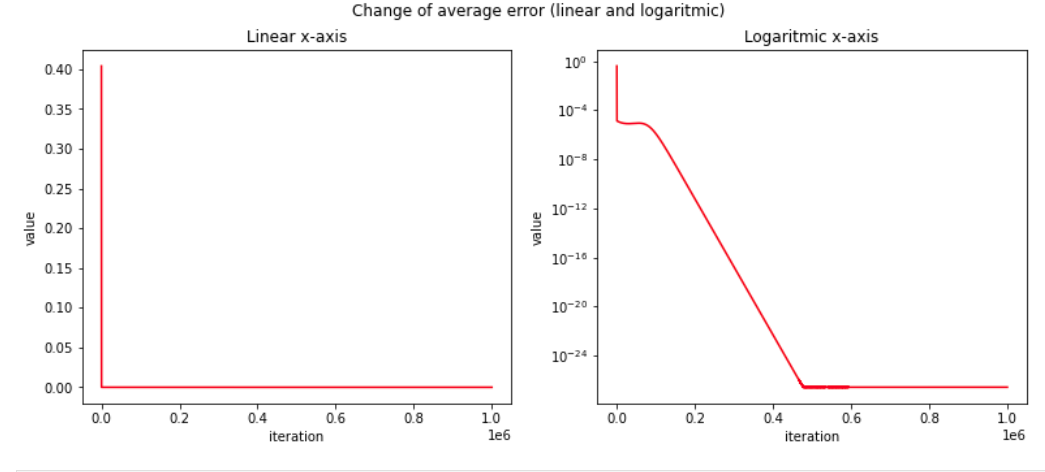 Change of average error (linear and logaritmic)
Linear x-axis
0.40
0.35
0.30
0.25
0.20
0.15
0.10
0.05
0.00
value
0.0 0.2 0.4 0.6 0.8 1.0
1e6
iteration
Logaritmic x-axis
10⁰
10⁻⁴
10⁻⁸
10⁻¹²
10⁻¹⁶
10⁻²⁰
10⁻²⁴
value
0.0 0.2 0.4 0.6 0.8 1.0
1e6
iteration